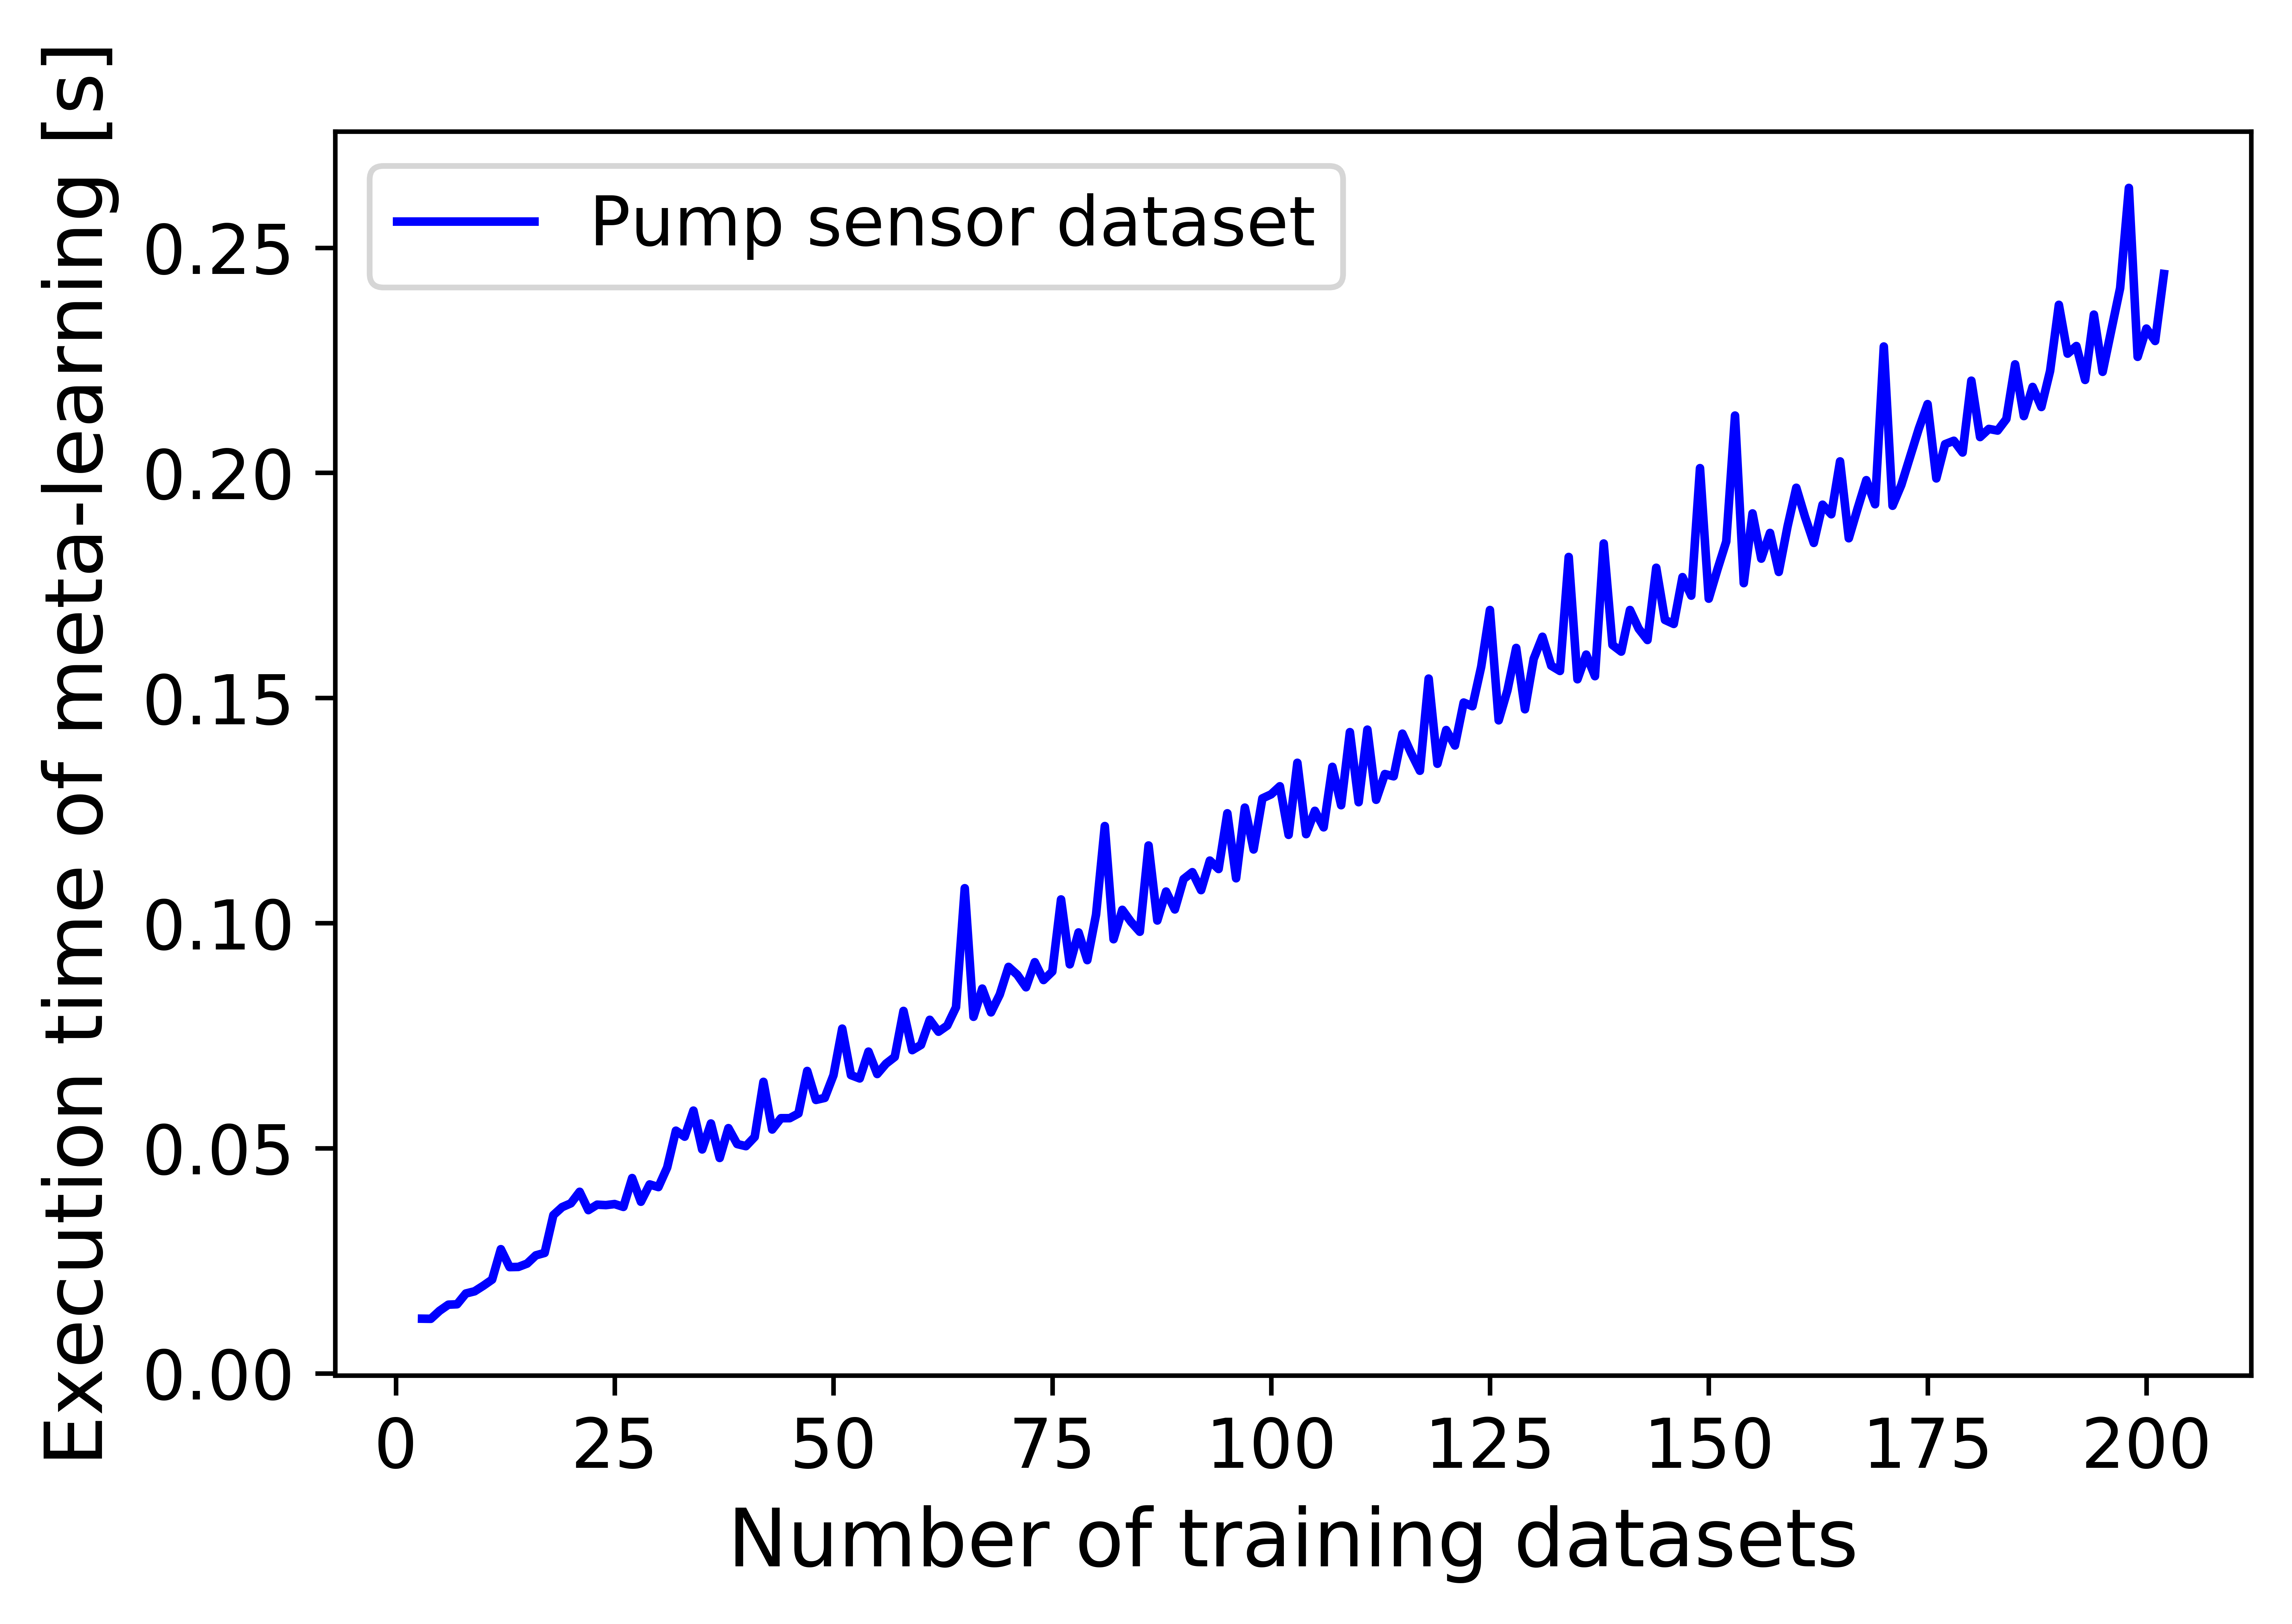 Execution time of meta-learning [s]
Pump sensor dataset
0.25
0.20
0.15
0.10
0.05
0.00
0 25 50 75 100 125 150 175 200
Number of training datasets